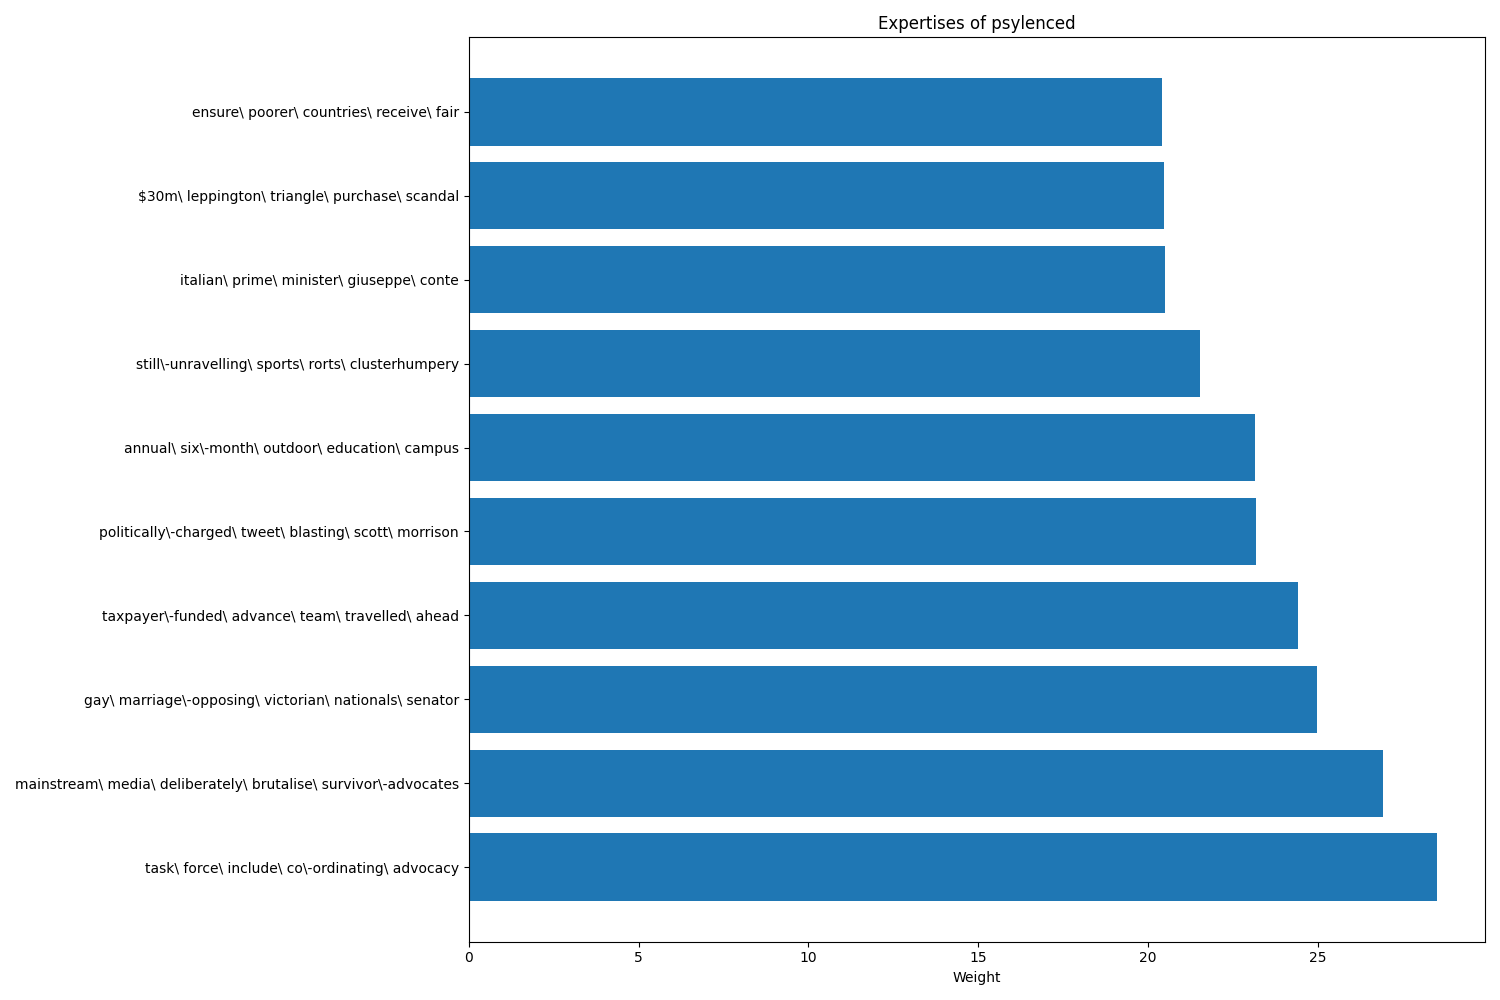 Expertises of psylenced
ensure\ poorer\ countries\ receive\ fair
$30m\ leppington\ triangle\ purchase\ scandal
italian\ prime\ minister\ giuseppe\ conte
still\-unravelling\ sports\ rorts\ clusterhumpery
annual\ six\-month\ outdoor\ education\ campus
politically\-charged\ tweet\ blasting\ scott\ morrison
taxpayer\-funded\ advance\ team\ travelled\ ahead
gay\ marriage\-opposing\ victorian\ nationals\ senator
mainstream\ media\ deliberately\ brutalise\ survivor\-advocates
task\ force\ include\ co\-ordinating\ advocacy
0 5 10 15 20 25
Weight